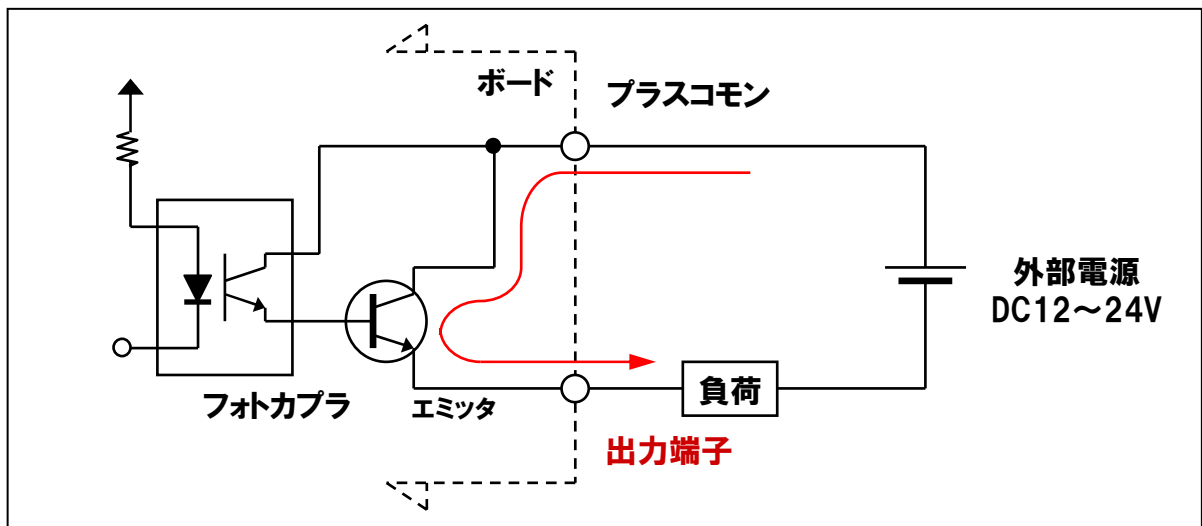 ボード
プラスコモン
外部電源
DC12～24V
フォトカプラ
エミッタ
負荷
出力端子